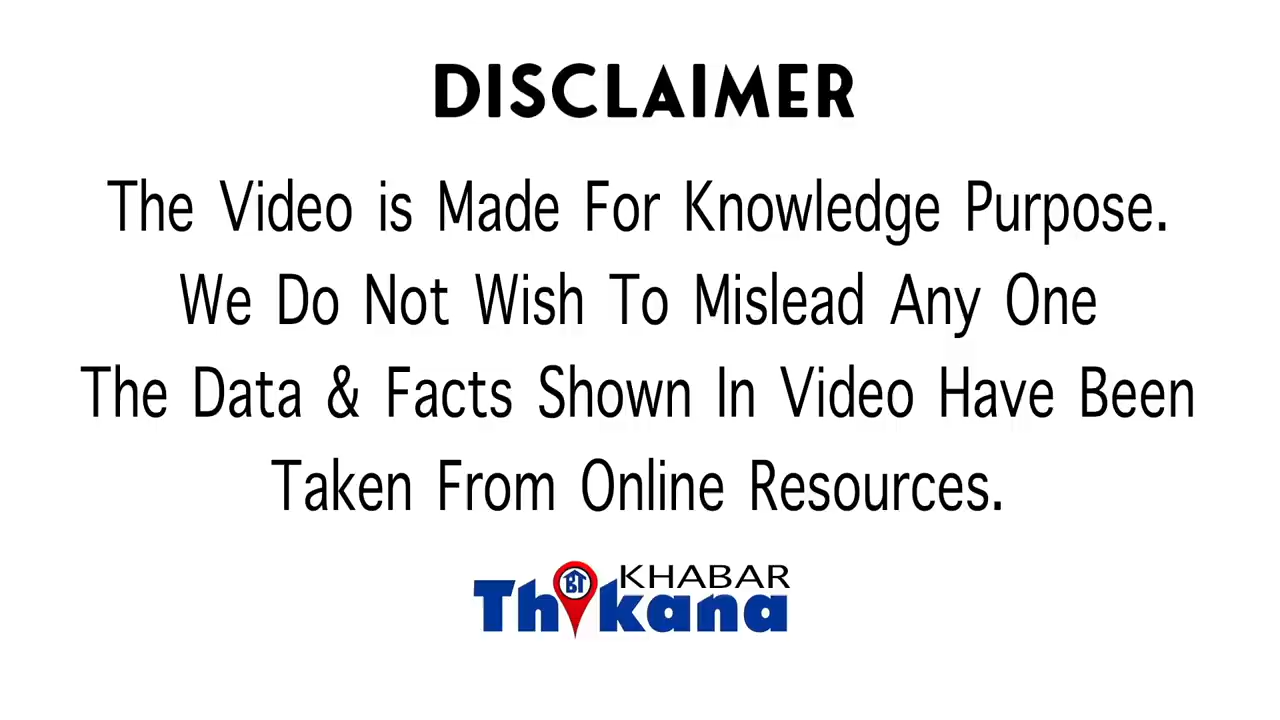 DISCLAIMER
The Video is Made For Knowledge Purpose.
We Do Not Wish To Mislead Any One
The Data & Facts Shown In Video Have Been
Taken From Online Resources.
KHABAR
BT
Thikana